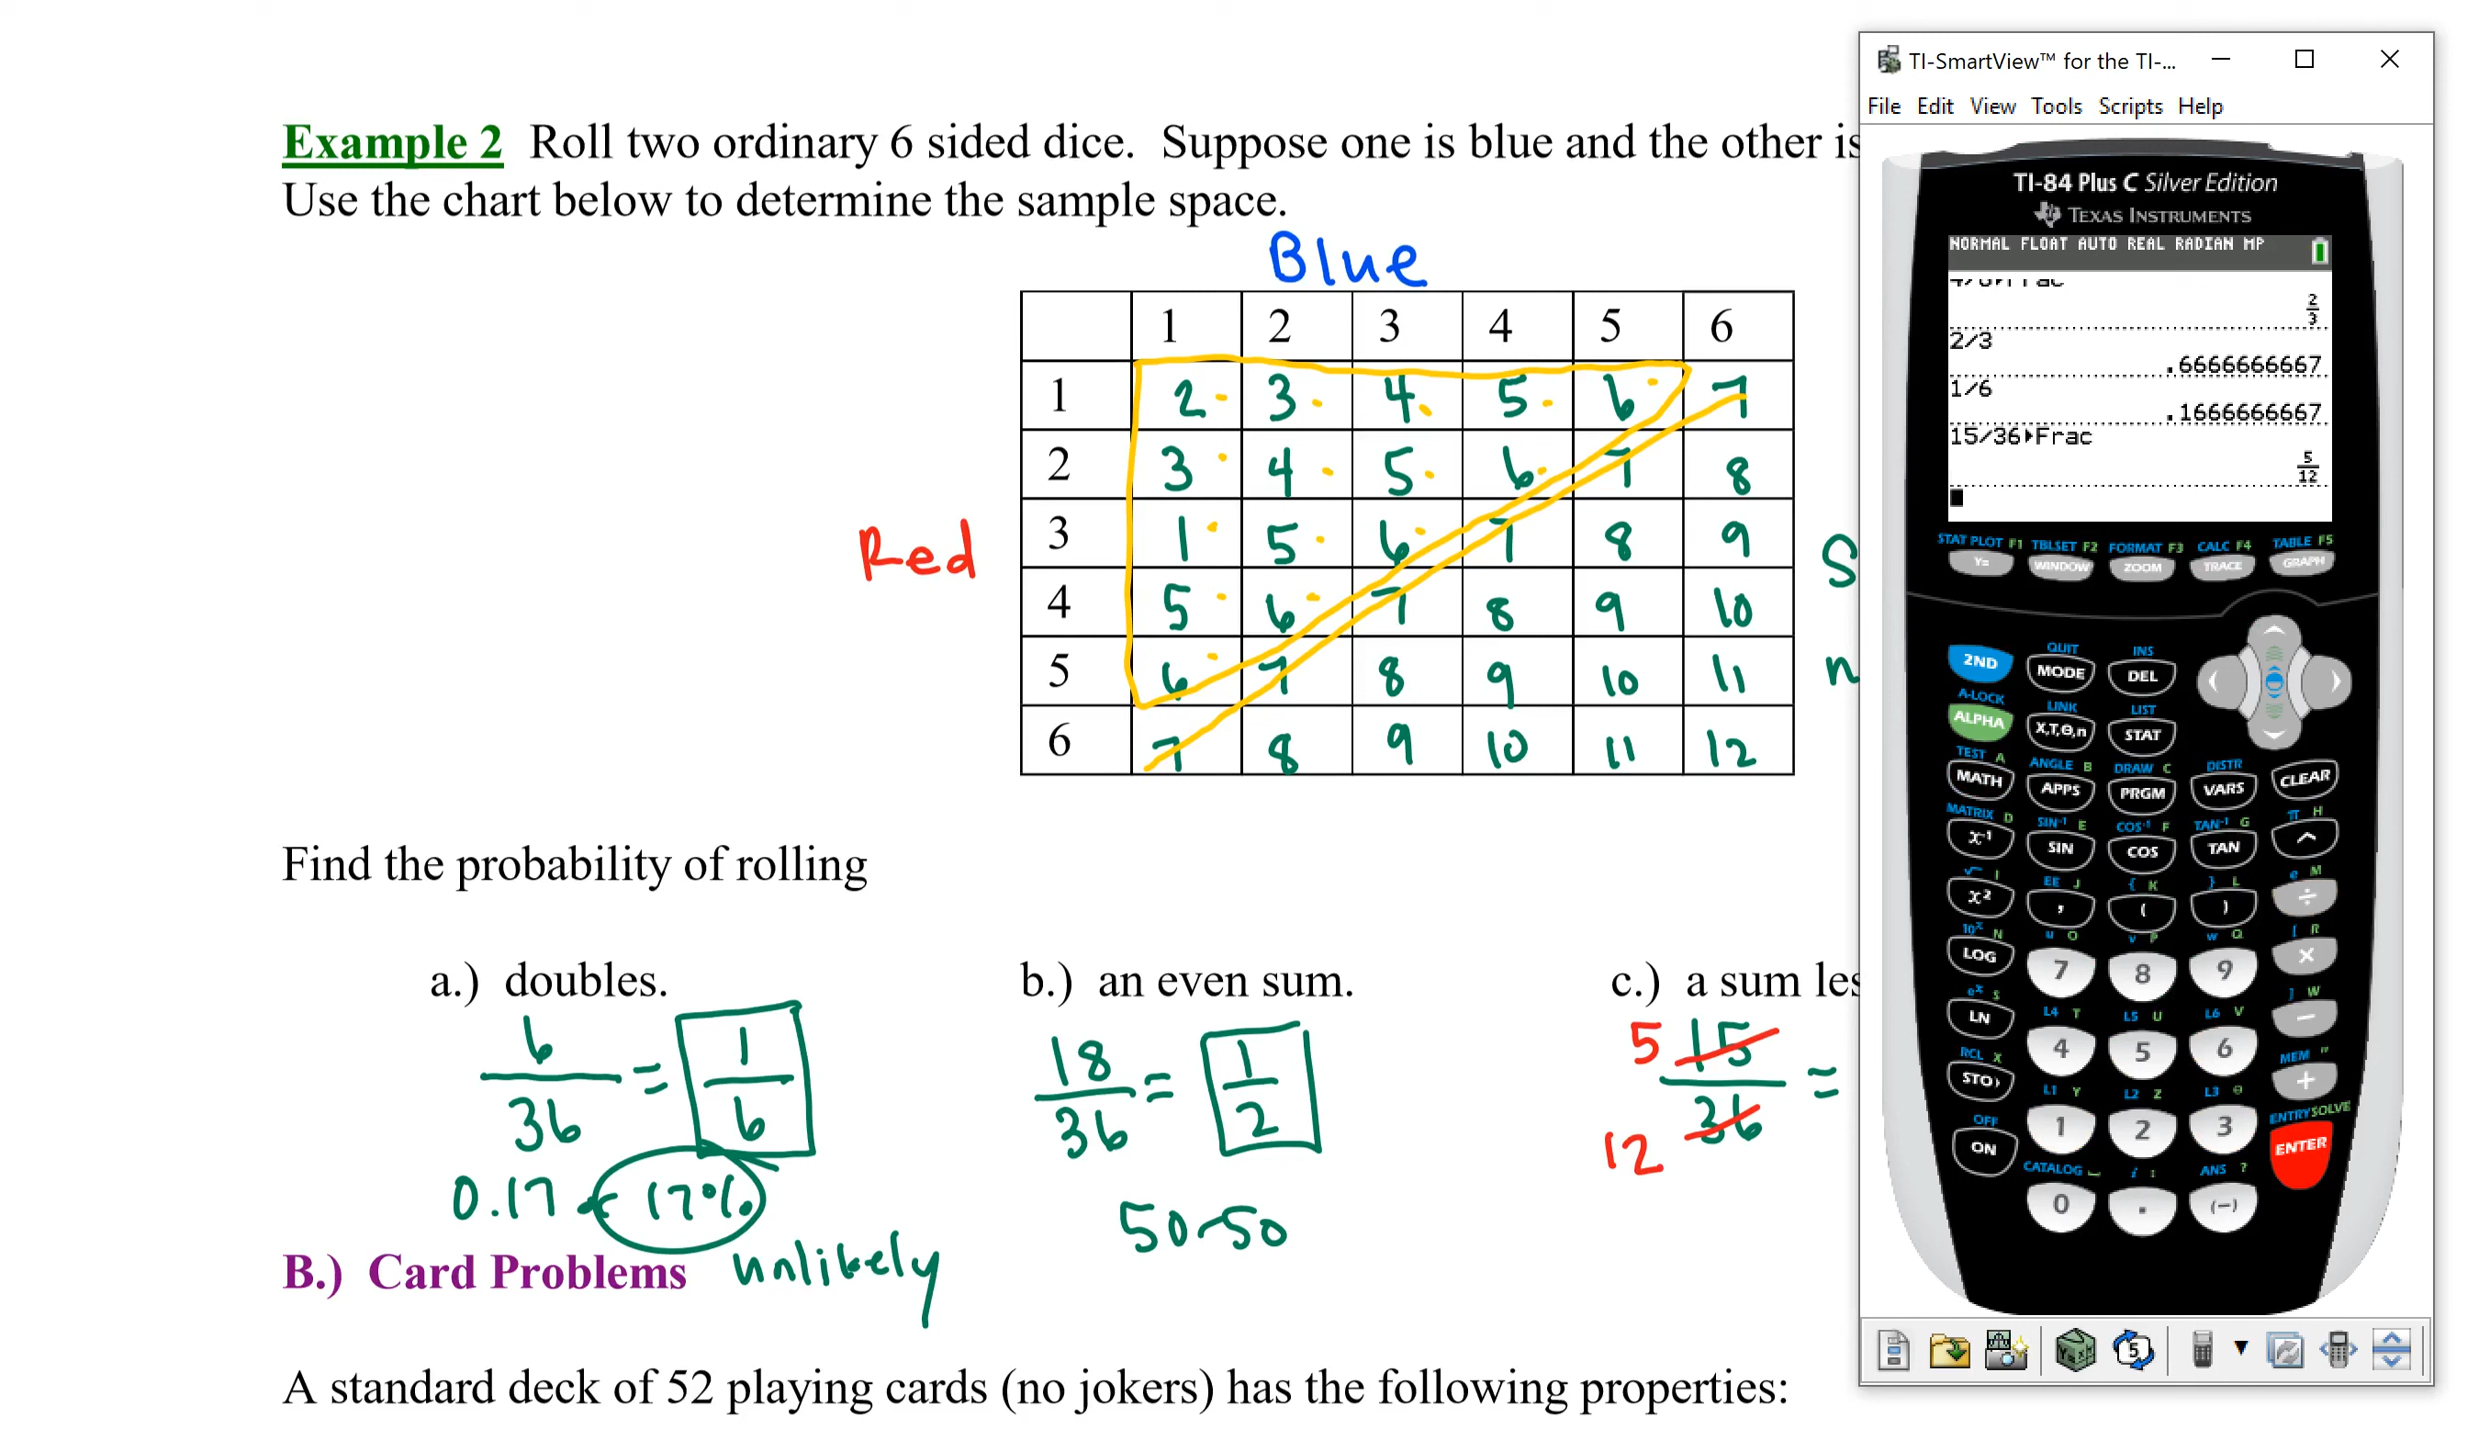 Example 2 Roll two ordinary 6 sided dice. Suppose one is blue and the other is
Use the chart below to determine the sample space.
Blue
1 2 3 4 5 6
1 2 3 4 5 6 7
2 3 4 5 6 7 8
Red
3 1 5 6 7 8 9
S
4 5 6 7 8 9 10
5 6 7 8 9 10 11
n
6 7 8 9 10 11 12
Find the probability of rolling
a.) doubles. b.) an even sum. c.) a sum les
6/36 = 1/6
18/36 = 1/2
5 15/36 =
12
0.17 17%
50-50
B.) Card Problems unlikely
A standard deck of 52 playing cards (no jokers) has the following properties:
TI-SmartView™ for the TI-...
File Edit View Tools Scripts Help
TI-84 Plus C Silver Edition
TEXAS INSTRUMENTS
NORMAL FLOAT AUTO REAL RADIAN MP
2/3
2/3
.6666666667
1/6
.1666666667
15/36▸Frac
5/12
STAT PLOT F1 TBLSET F2 FORMAT F3 CALC F4 TABLE F5
Y= WINDOW ZOOM TRACE GRAPH
QUIT INS
2ND MODE DEL
A-LOCK LINK LIST
ALPHA X,T,Θ,n STAT
TEST A ANGLE B DRAW C DISTR
MATH APPS PRGM VARS CLEAR
MATRIX D SIN⁻¹ E COS⁻¹ F TAN⁻¹ G π H
x⁻¹ SIN COS TAN ^
√ I EE J { K } L e M
x² , ( ) ÷
10ˣ N u O v P w Q [ R
LOG 7 8 9 ×
eˣ S L4 T L5 U L6 V ] W
LN 4 5 6 −
RCL X L1 Y L2 Z L3 θ MEM "
STO› 1 2 3 +
OFF CATALOG i : ANS ? ENTRY SOLVE
ON 0 . (−) ENTER
Y=
5